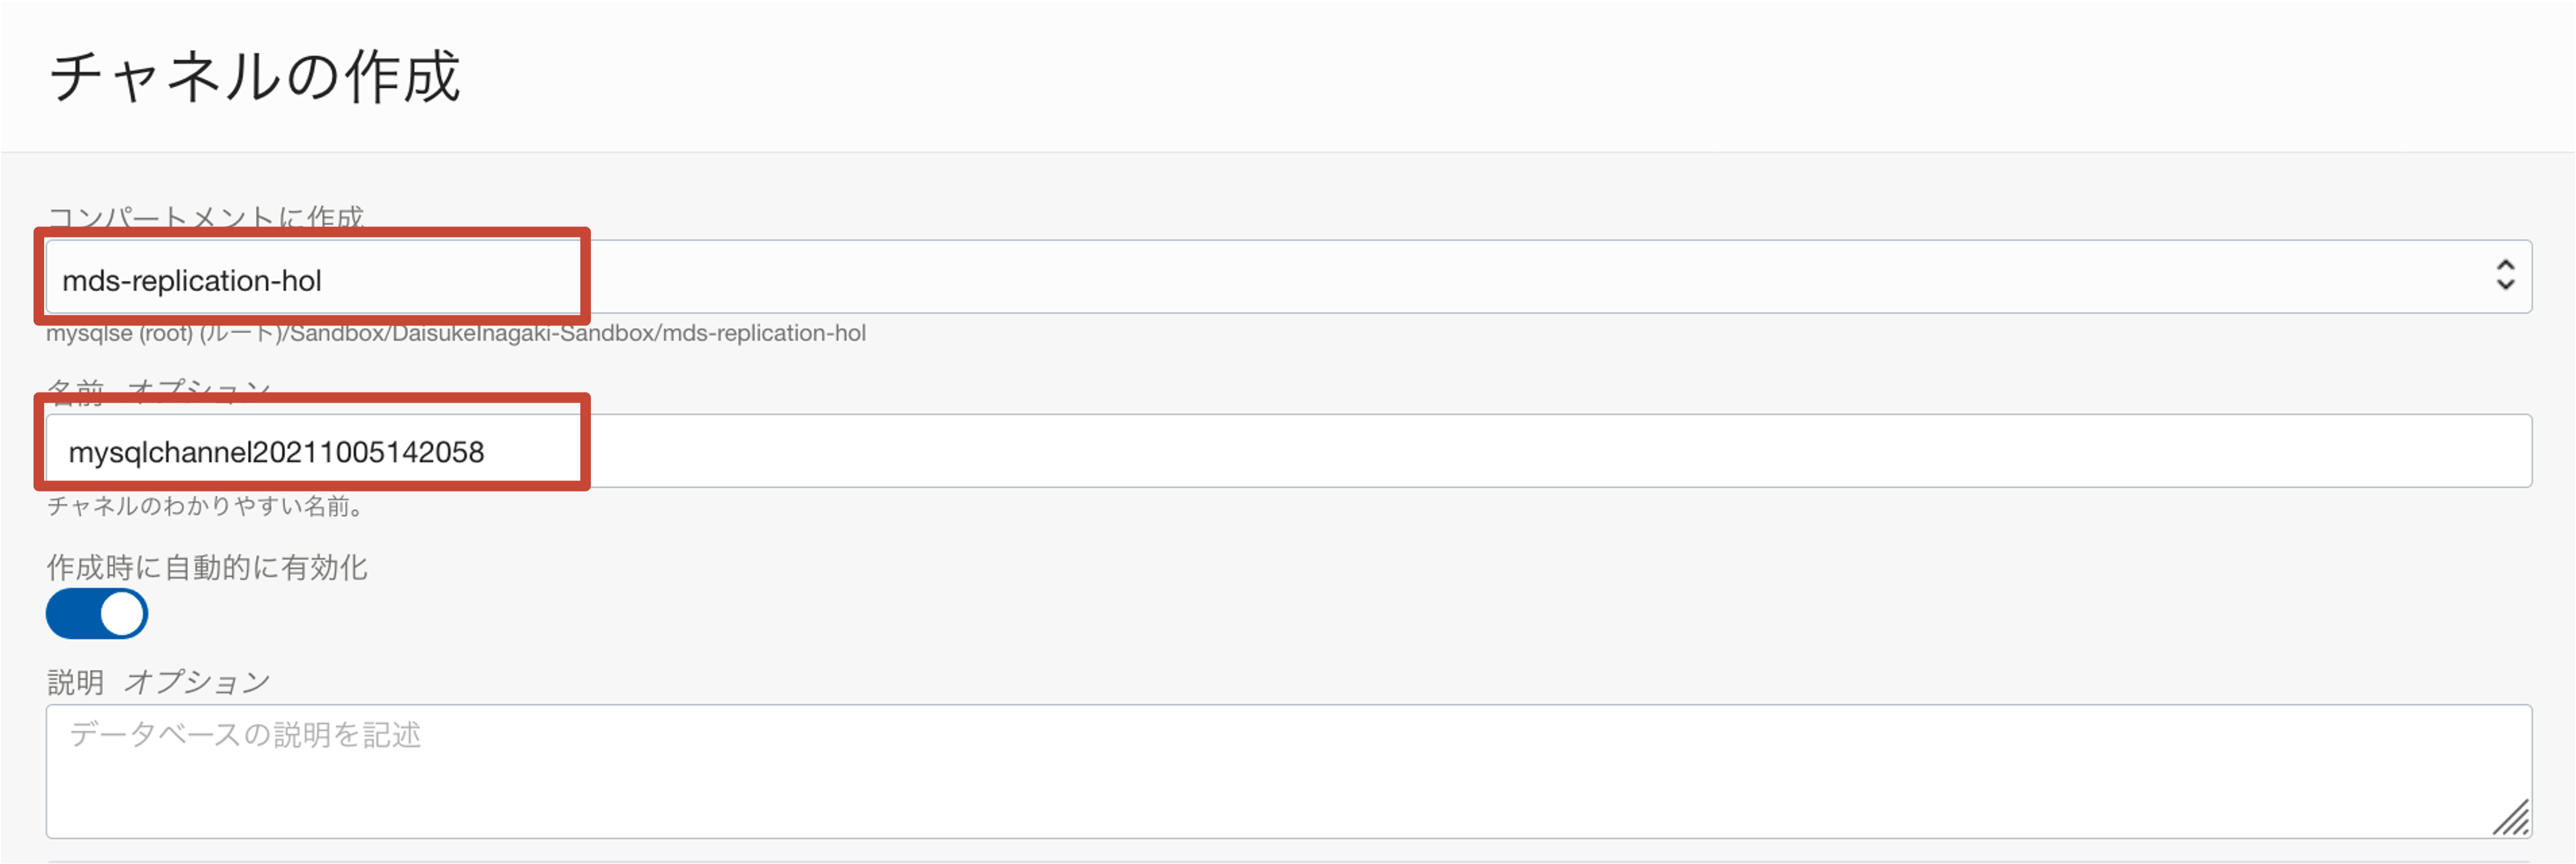 チャネルの作成
コンパートメントに作成
mds-replication-hol
mysqlse (root) (ルート)/Sandbox/DaisukeInagaki-Sandbox/mds-replication-hol
名前 オプション
mysqlchannel20211005142058
チャネルのわかりやすい名前。
作成時に自動的に有効化
説明 オプション
データベースの説明を記述